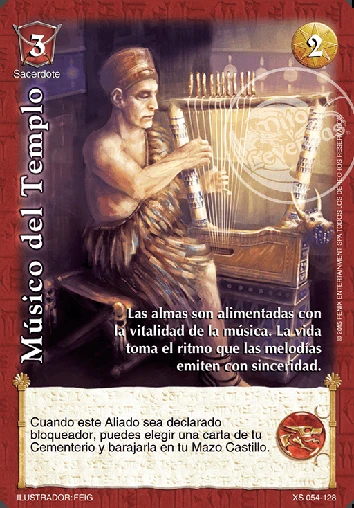 3
2
Sacerdote
Músico del Templo
Las almas son alimentadas con
la vitalidad de la música. La vida
toma el ritmo que las melodías
emiten con sinceridad.
Cuando este Aliado sea declarado
bloqueador, puedes elegir una carta de tu
Cementerio y barajarla en tu Mazo Castillo.
ILUSTRADOR: FEIG
XS 054-128